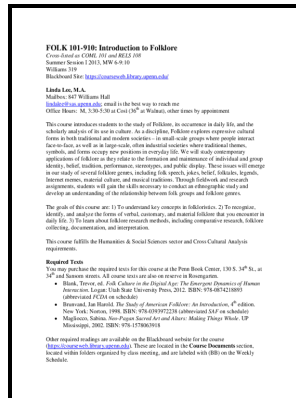 FOLK 101-910: Introduction to Folklore
Cross-listed as COML 101 and RELS 108
Summer Session I 2013, MW 6-9:10
Williams 319
Blackboard Site: https://courseweb.library.upenn.edu/
Linda Lee, M.A.
Mailbox: 847 Williams Hall
lindalee@sas.upenn.edu; email is the best way to reach me
Office Hours: M, 3:30-5:30 at Cosi (36th at Walnut), other times by appointment
This course introduces students to the study of Folklore, its occurrence in daily life, and the
scholarly analysis of its use in culture. As a discipline, Folklore explores expressive cultural
forms in both traditional and modern societies – in small-scale groups where people interact
face-to-face, as well as in large-scale, often industrial societies where traditional themes,
symbols, and forms occupy new positions in everyday life. We will study contemporary
applications of folklore as they relate to the formation and maintenance of individual and group
identity, belief, tradition, performance, stereotypes, and public display. These issues will emerge
in our study of several folklore genres, including folk speech, jokes, belief, folktales, legends,
Internet memes, material culture, and musical traditions. Through fieldwork and research
assignments, students will gain the skills necessary to conduct an ethnographic study and
develop an understanding of the relationship between folk groups and folklore genres.
The goals of this course are: 1) To understand key concepts in folkloristics. 2) To recognize,
identify, and analyze the forms of verbal, customary, and material folklore that you encounter in
daily life. 3) To learn about folklore research methods, including comparative research, folklore
collecting, documentation, and interpretation.
This course fulfills the Humanities & Social Sciences sector and Cross Cultural Analysis
requirements.
Required Texts
You may purchase the required texts for this course at the Penn Book Center, 130 S. 34th St., at
34th and Sansom streets. All course texts are also on reserve in Rosengarten.
• Blank, Trevor, ed. Folk Culture in the Digital Age: The Emergent Dynamics of Human
Interaction. Logan: Utah State University Press, 2012. ISBN: 978-0874218893
(abbreviated FCDA on schedule)
• Brunvand, Jan Harold. The Study of American Folklore: An Introduction, 4th edition.
New York: Norton, 1998. ISBN: 978-0393972238 (abbreviated SAF on schedule)
• Magliocco, Sabina. Neo-Pagan Sacred Art and Altars: Making Things Whole. UP
Mississippi, 2002. ISBN: 978-1578063918
Other required readings are available on the Blackboard website for the course
(https://courseweb.library.upenn.edu/). These are located in the Course Documents section,
located within folders organized by class meeting, and are labeled with (BB) on the Weekly
Schedule.